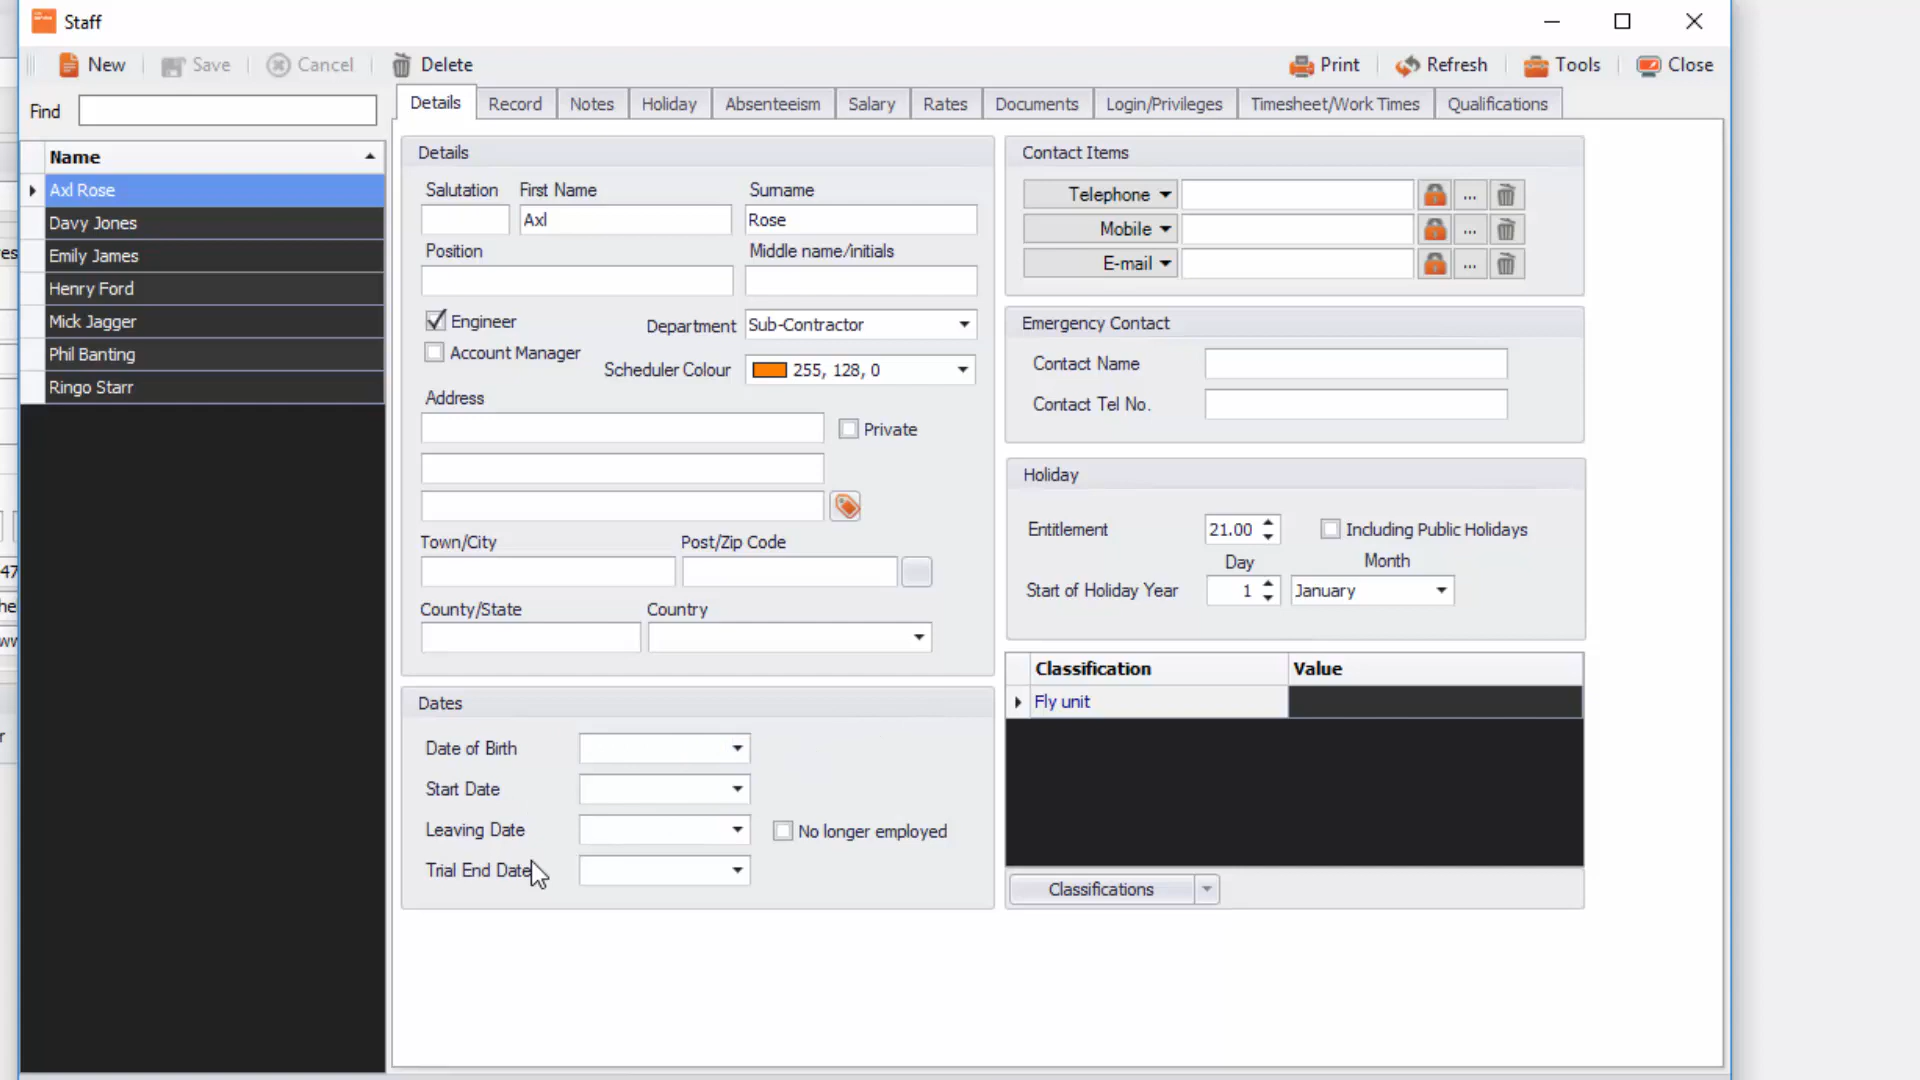 Staff
New Save Cancel Delete Print Refresh Tools Close
Find
Details Record Notes Holiday Absenteeism Salary Rates Documents Login/Privileges Timesheet/Work Times Qualifications
Name
Axl Rose
Davy Jones
Emily James
Henry Ford
Mick Jagger
Phil Banting
Ringo Starr
Details
Salutation First Name Surname
Axl Rose
Position Middle name/initials
Engineer Department Sub-Contractor
Account Manager
Scheduler Colour 255, 128, 0
Address
Private
Town/City Post/Zip Code
County/State Country
Dates
Date of Birth
Start Date
Leaving Date No longer employed
Trial End Date
Contact Items
Telephone ...
Mobile ...
E-mail ...
Emergency Contact
Contact Name
Contact Tel No.
Holiday
Entitlement 21.00 Including Public Holidays
Day Month
Start of Holiday Year 1 January
Classification Value
Fly unit
Classifications